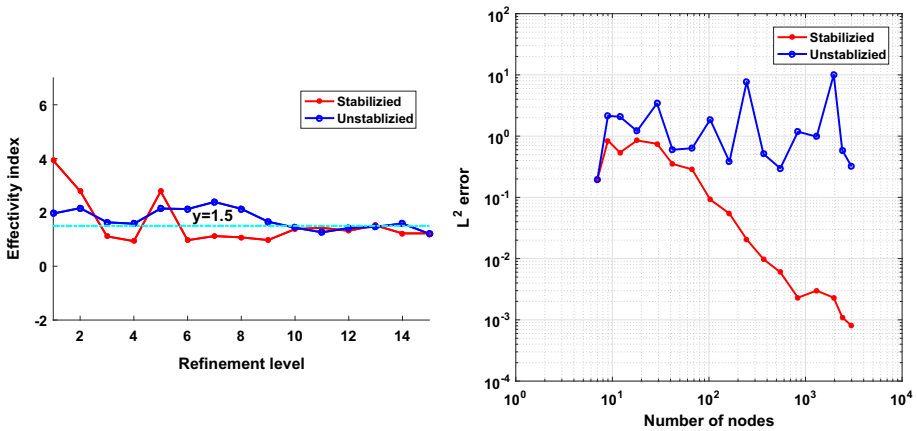 6
4
2
0
-2
2
4
6
8
10
12
14
Effectivity index
Refinement level
Stabilizied
Unstablizied
y=1.5
10^2
10^1
10^0
10^-1
10^-2
10^-3
10^-4
10^0
10^1
10^2
10^3
10^4
L^2 error
Number of nodes
Stabilizied
Unstablizied